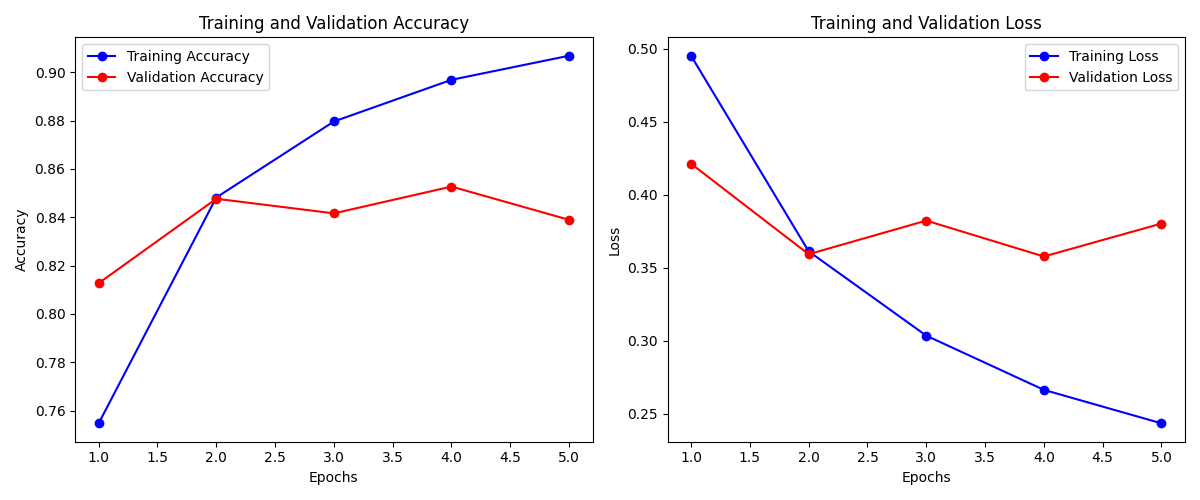 Training and Validation Accuracy
Training Accuracy
Validation Accuracy
0.90
0.88
0.86
0.84
0.82
0.80
0.78
0.76
Accuracy
1.0 1.5 2.0 2.5 3.0 3.5 4.0 4.5 5.0
Epochs
Training and Validation Loss
Training Loss
Validation Loss
0.50
0.45
0.40
0.35
0.30
0.25
Loss
1.0 1.5 2.0 2.5 3.0 3.5 4.0 4.5 5.0
Epochs